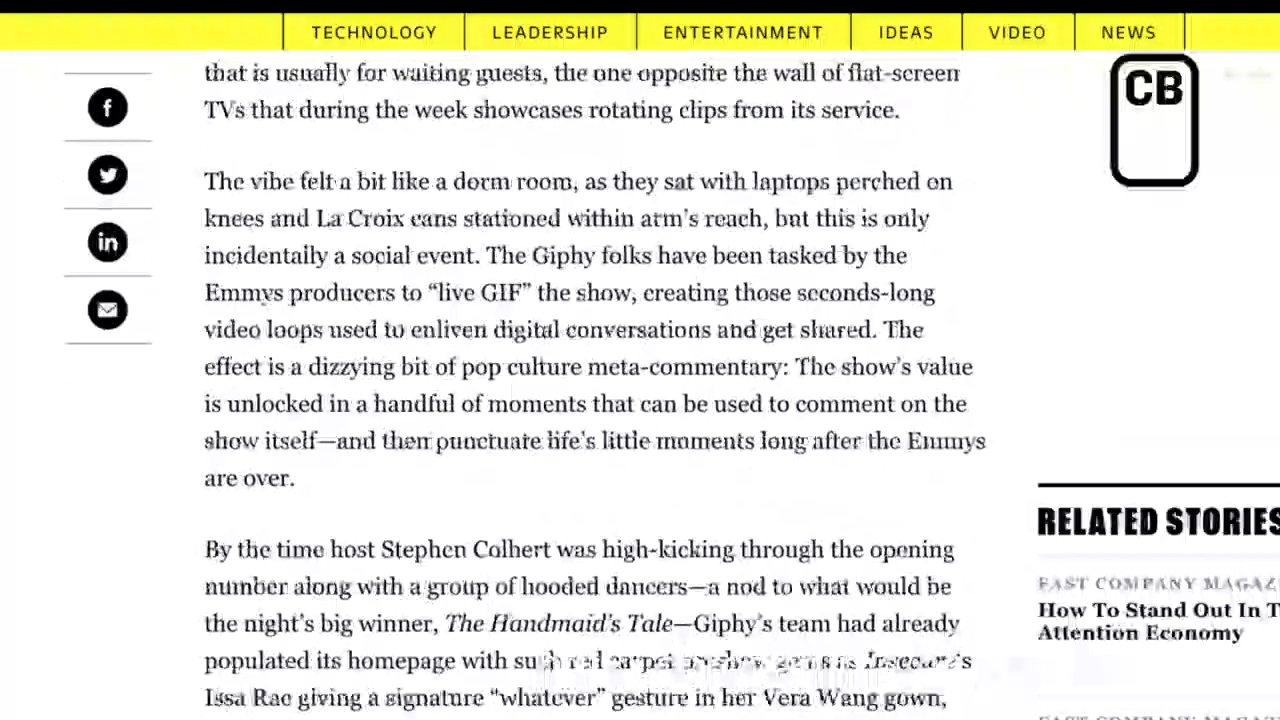 TECHNOLOGY LEADERSHIP ENTERTAINMENT IDEAS VIDEO NEWS
CB
that is usually for waiting guests, the one opposite the wall of flat-screen
TVs that during the week showcases rotating clips from its service.
The vibe felt a bit like a dorm room, as they sat with laptops perched on
knees and La Croix cans stationed within arm's reach, but this is only
incidentally a social event. The Giphy folks have been tasked by the
Emmys producers to “live GIF” the show, creating those seconds-long
video loops used to enliven digital conversations and get shared. The
effect is a dizzying bit of pop culture meta-commentary: The show's value
is unlocked in a handful of moments that can be used to comment on the
show itself—and then punctuate life's little moments long after the Emmys
are over.
By the time host Stephen Colbert was high-kicking through the opening
number along with a group of hooded dancers—a nod to what would be
the night's big winner, The Handmaid's Tale—Giphy's team had already
populated its homepage with such red carpet preshow gems as Insecure's
Issa Rae giving a signature “whatever” gesture in her Vera Wang gown,
RELATED STORIES
FAST COMPANY MAGAZ
How To Stand Out In T
Attention Economy